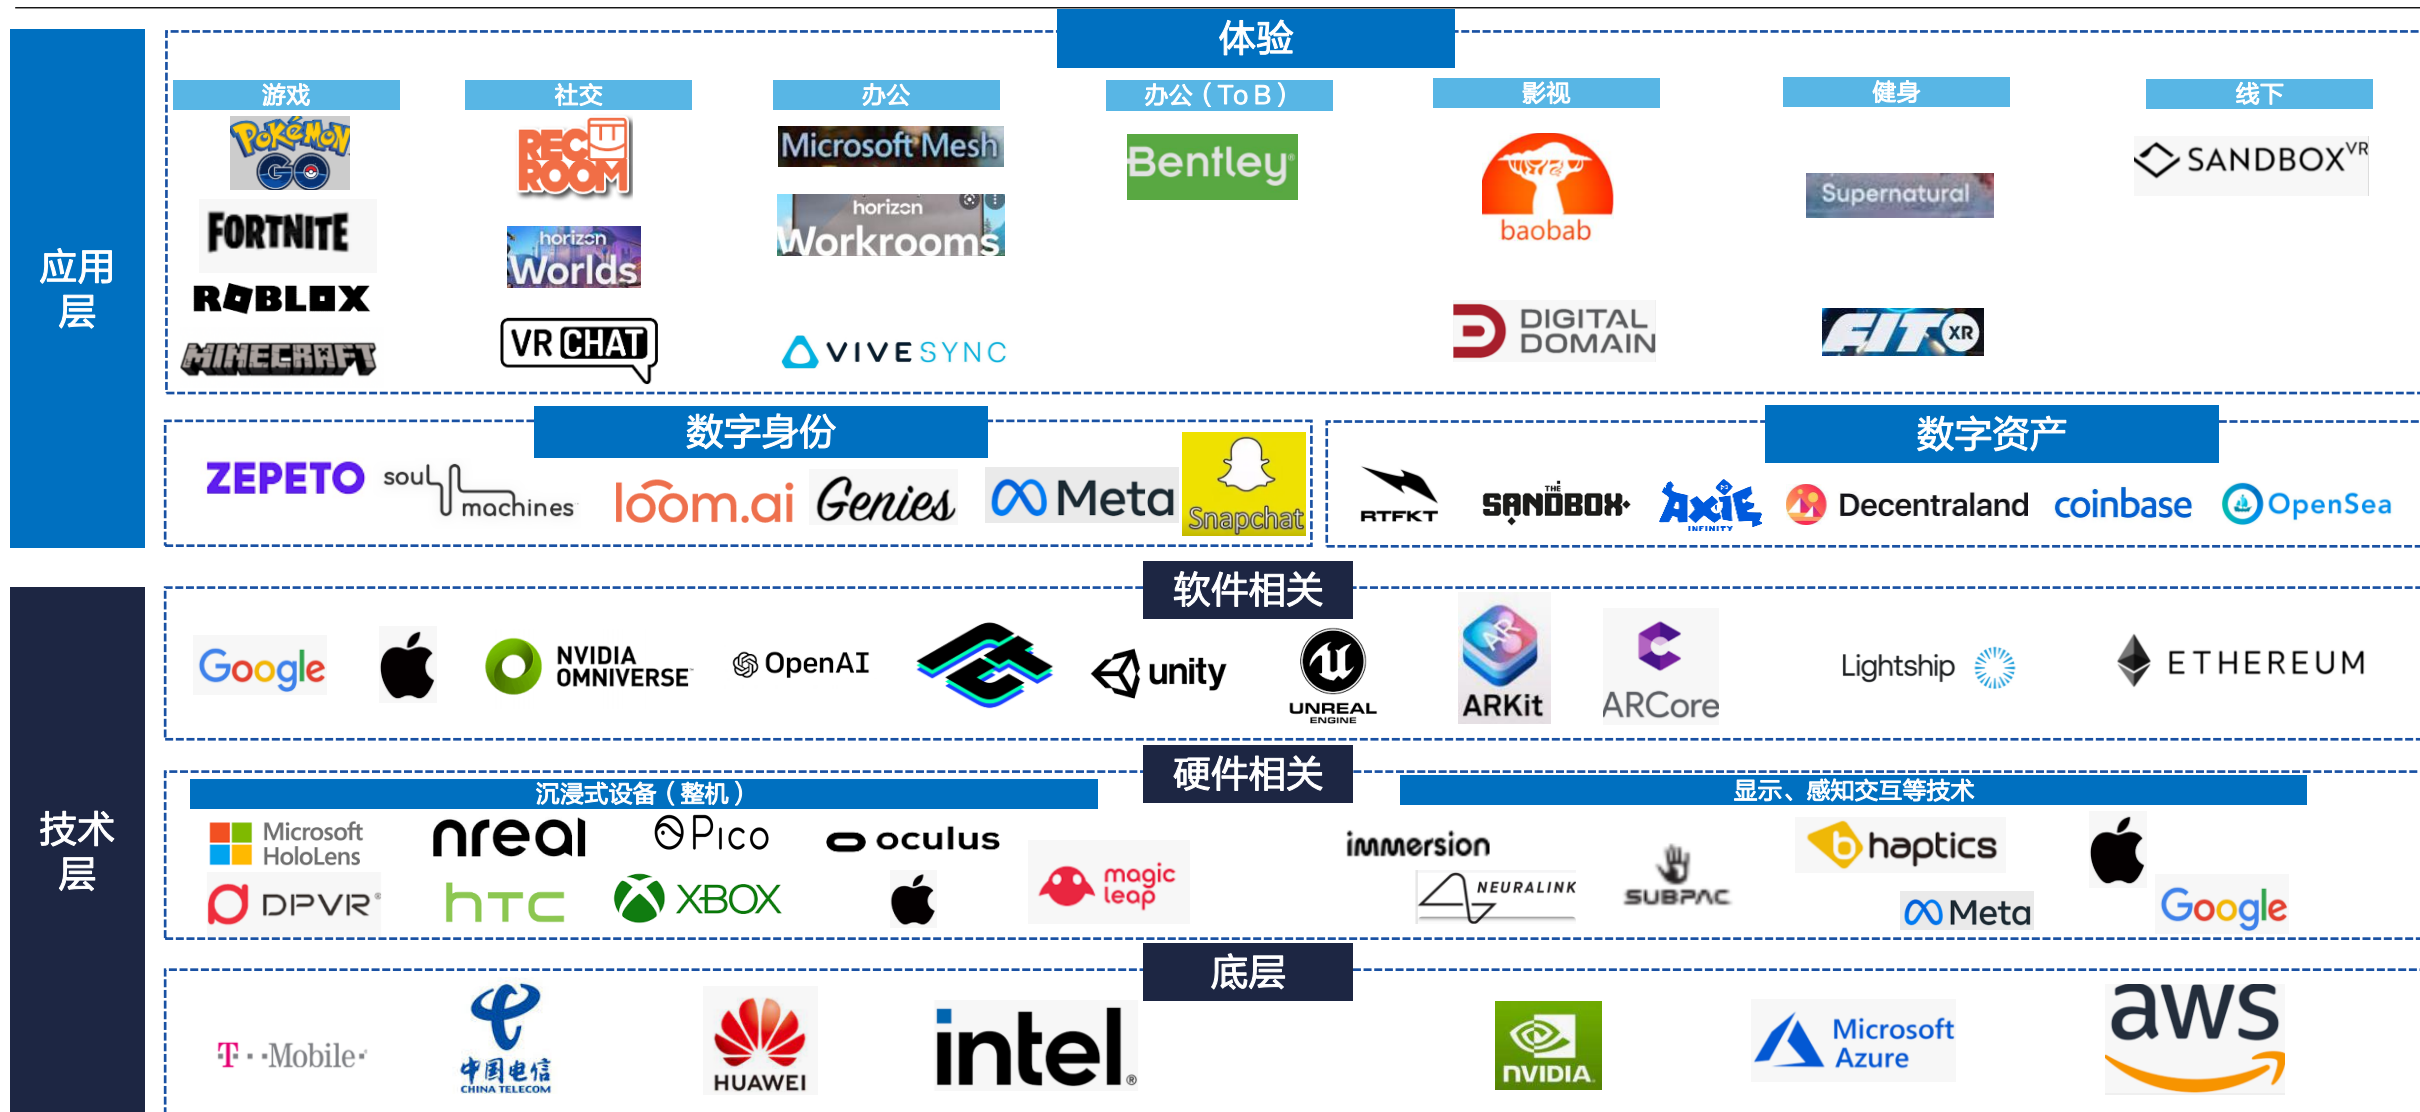 体验
应用
层
游戏
社交
办公
办公（To B）
影视
健身
线下
POKÉMON
GO
FORTNITE
ROBLOX
MINECRAFT
REC
ROOM
horizon
Worlds
VR CHAT
Microsoft Mesh
horizon
Workrooms
VIVE SYNC
Bentley®
baobab
DIGITAL
DOMAIN
Supernatural
FIT XR
SANDBOX VR
数字身份
ZEPETO
soul
machines
loom.ai
Genies
Meta
Snapchat
数字资产
RTFKT
THE
SANDBOX
AXIE
INFINITY
Decentraland
coinbase
OpenSea
技术
层
软件相关
Google
NVIDIA
OMNIVERSE™
OpenAI
unity
UNREAL
ENGINE
AR
ARKit
ARCore
Lightship
ETHEREUM
硬件相关
沉浸式设备（整机）
Microsoft
HoloLens
nreal
Pico
oculus
DPVR®
hTC
XBOX
magic
leap
显示、感知交互等技术
immersion
NEURALINK
SUBPAC
b haptics
Meta
Google
底层
T··Mobile·
中国电信
CHINA TELECOM
HUAWEI
intel®
NVIDIA
Microsoft
Azure
aws